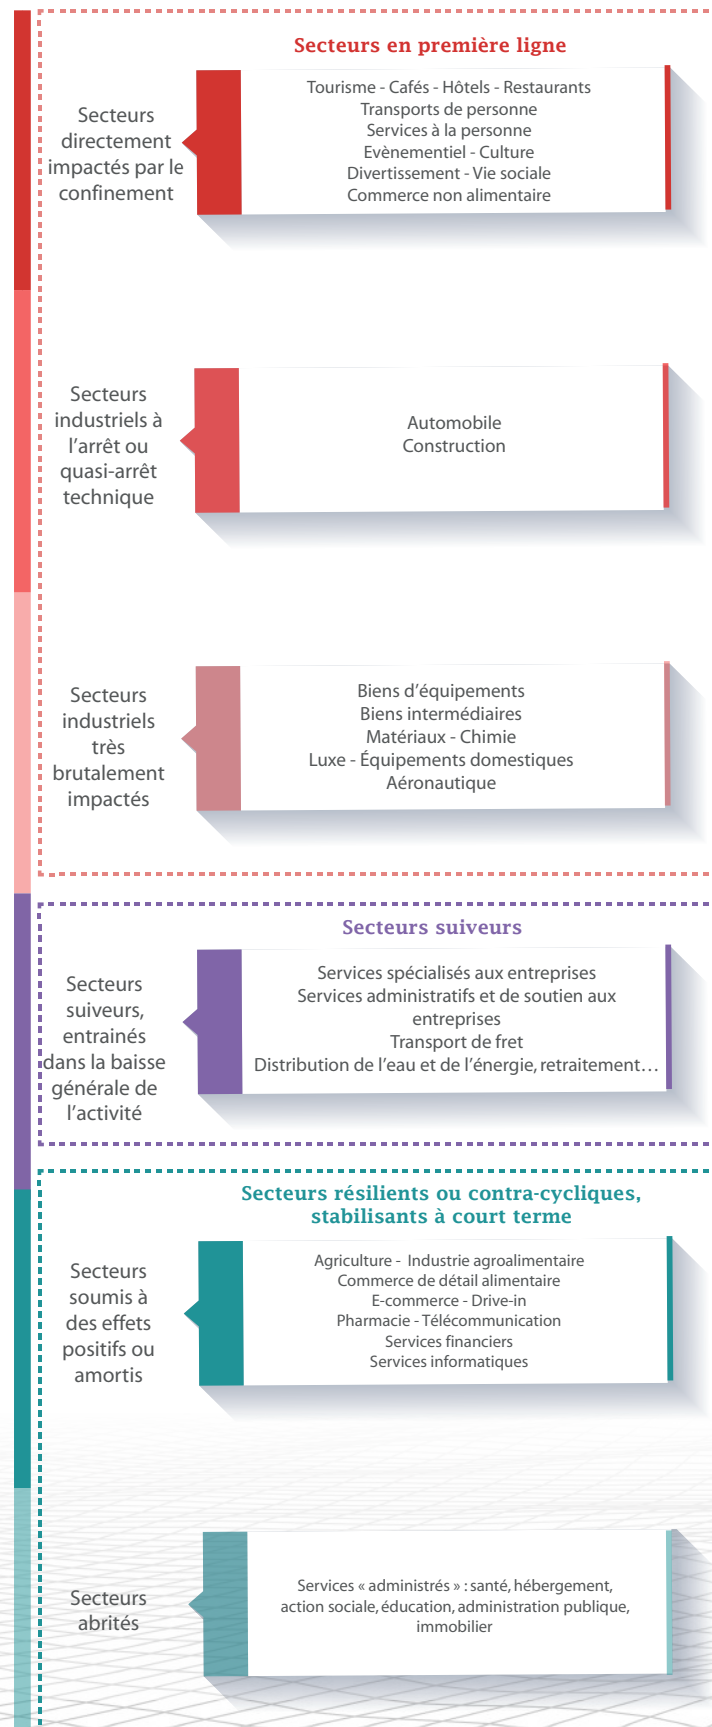 Secteurs en première ligne
Secteurs
directement
impactés par le
confinement
Tourisme - Cafés - Hôtels - Restaurants
Transports de personne
Services à la personne
Evènementiel - Culture
Divertissement - Vie sociale
Commerce non alimentaire
Secteurs
industriels à
l’arrêt ou
quasi-arrêt
technique
Automobile
Construction
Secteurs
industriels
très
brutalement
impactés
Biens d’équipements
Biens intermédiaires
Matériaux - Chimie
Luxe - Équipements domestiques
Aéronautique
Secteurs suiveurs
Secteurs
suiveurs,
entrainés
dans la baisse
générale de
l’activité
Services spécialisés aux entreprises
Services administratifs et de soutien aux
entreprises
Transport de fret
Distribution de l’eau et de l’énergie, retraitement…
Secteurs résilients ou contra-cycliques,
stabilisants à court terme
Secteurs
soumis à
des effets
positifs ou
amortis
Agriculture - Industrie agroalimentaire
Commerce de détail alimentaire
E-commerce - Drive-in
Pharmacie - Télécommunication
Services financiers
Services informatiques
Secteurs
abrités
Services « administrés » : santé, hébergement,
action sociale, éducation, administration publique,
immobilier